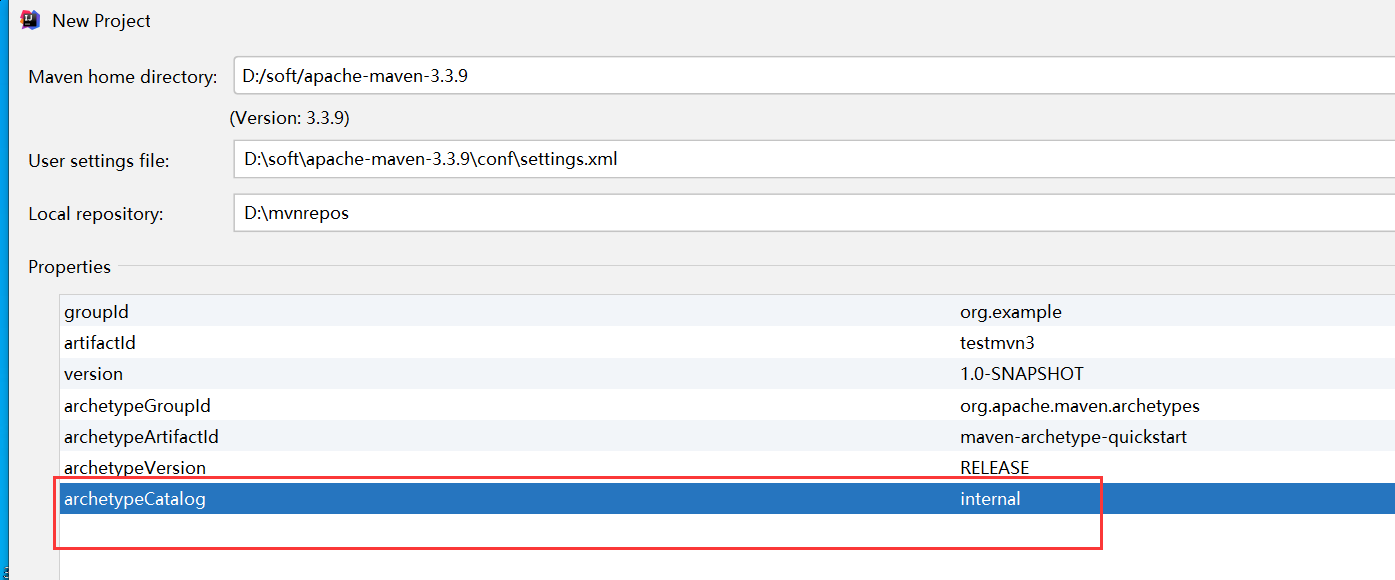 New Project
Maven home directory: D:/soft/apache-maven-3.3.9
(Version: 3.3.9)
User settings file: D:\soft\apache-maven-3.3.9\conf\settings.xml
Local repository: D:\mvnrepos
Properties
groupId org.example
artifactId testmvn3
version 1.0-SNAPSHOT
archetypeGroupId org.apache.maven.archetypes
archetypeArtifactId maven-archetype-quickstart
archetypeVersion RELEASE
archetypeCatalog internal